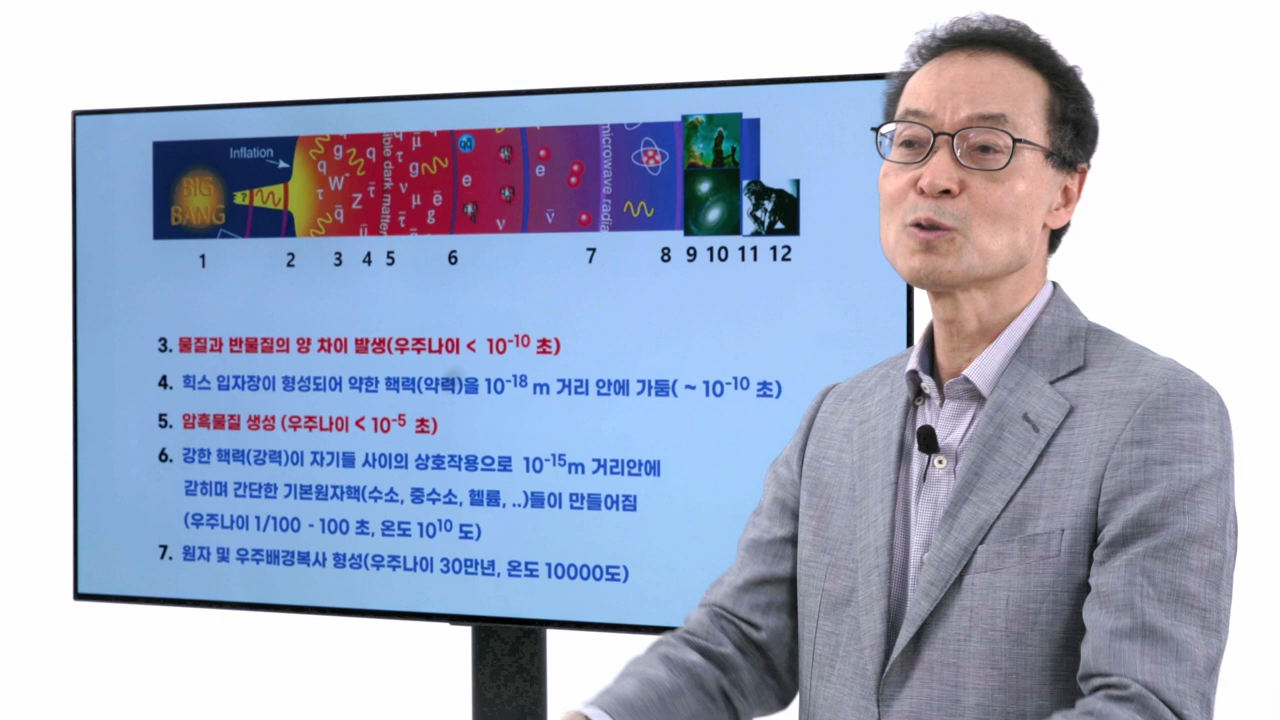 Inflation
BIG
BANG
?
q g q τ μ̄ e
w⁻ z τ̄ g ν μ ē
q̄ τ ū τ̄ g
ible dark matter
qq̄
e
ν
e
ν̄
microwave radia
1 2 3 4 5 6 7 8 9 10 11 12
3. 물질과 반물질의 양 차이 발생(우주나이 < 10⁻¹⁰ 초)
4. 힉스 입자장이 형성되어 약한 핵력(약력)을 10⁻¹⁸ m 거리 안에 가둠( ~ 10⁻¹⁰ 초)
5. 암흑물질 생성 (우주나이 < 10⁻⁵ 초)
6. 강한 핵력(강력)이 자기들 사이의 상호작용으로 10⁻¹⁵m 거리안에
갇히며 간단한 기본원자핵(수소, 중수소, 헬륨, ..)들이 만들어짐
(우주나이 1/100 - 100 초, 온도 10¹⁰ 도)
7. 원자 및 우주배경복사 형성(우주나이 30만년, 온도 10000도)